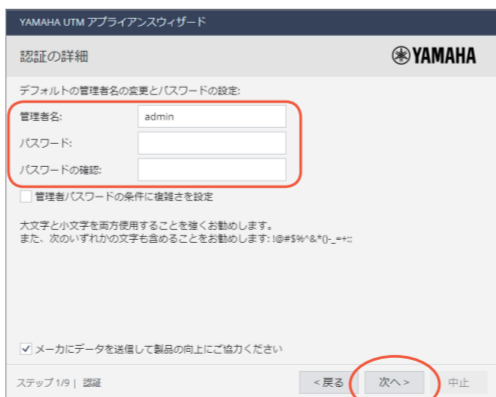 YAMAHA UTM アプライアンスウィザード
認証の詳細
YAMAHA
デフォルトの管理者名の変更とパスワードの設定:
管理者名: admin
パスワード:
パスワードの確認:
管理者パスワードの条件に複雑さを設定
大文字と小文字を両方使用することを強くお勧めします。
また、次のいずれかの文字も含めることをお勧めします: !@#$%^&*()-_=+:;
メーカにデータを送信して製品の向上にご協力ください
ステップ 1/9 | 認証
< 戻る
次へ >
中止